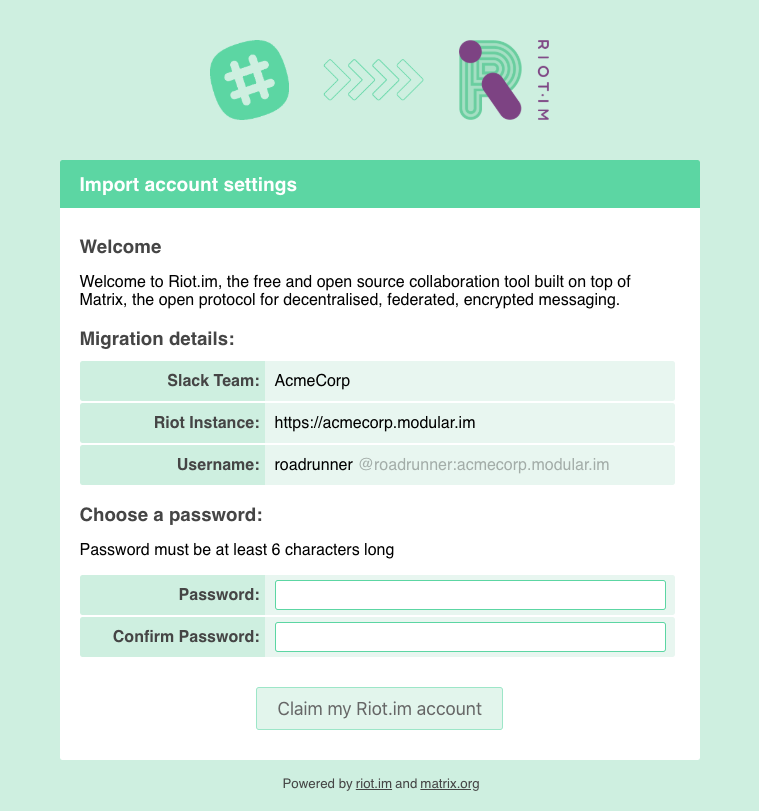 RIOT.IM
Import account settings
Welcome
Welcome to Riot.im, the free and open source collaboration tool built on top of
Matrix, the open protocol for decentralised, federated, encrypted messaging.
Migration details:
Slack Team: AcmeCorp
Riot Instance: https://acmecorp.modular.im
Username: roadrunner @roadrunner:acmecorp.modular.im
Choose a password:
Password must be at least 6 characters long
Password:
Confirm Password:
Claim my Riot.im account
Powered by riot.im and matrix.org